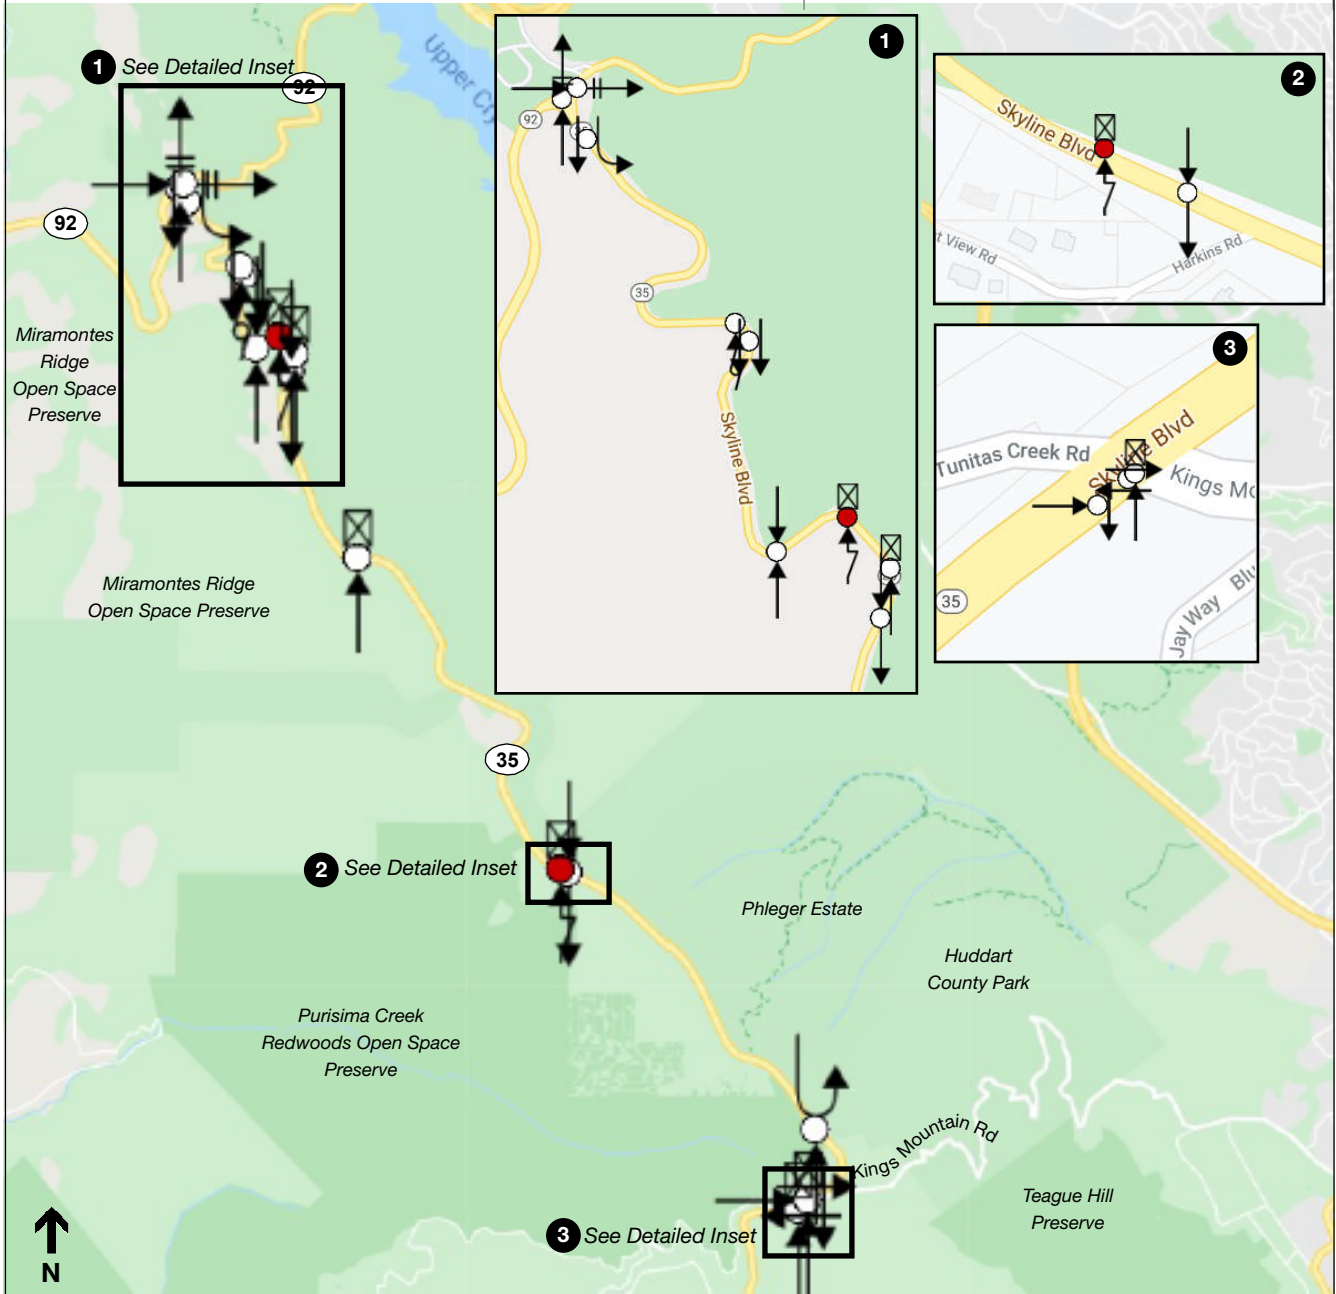 1 See Detailed Inset
92
92
Miramontes
Ridge
Open Space
Preserve
Miramontes Ridge
Open Space Preserve
35
2 See Detailed Inset
Purisima Creek
Redwoods Open Space
Preserve
Phleger Estate
Huddart
County Park
Kings Mountain Rd
Teague Hill
Preserve
3 See Detailed Inset
N
Upper Cry
1
92
35
Skyline Blvd
2
Skyline Blvd
t View Rd
Harkins Rd
3
Tunitas Creek Rd
Skyline Blvd
Kings Mo
35
Jay Way
Blu